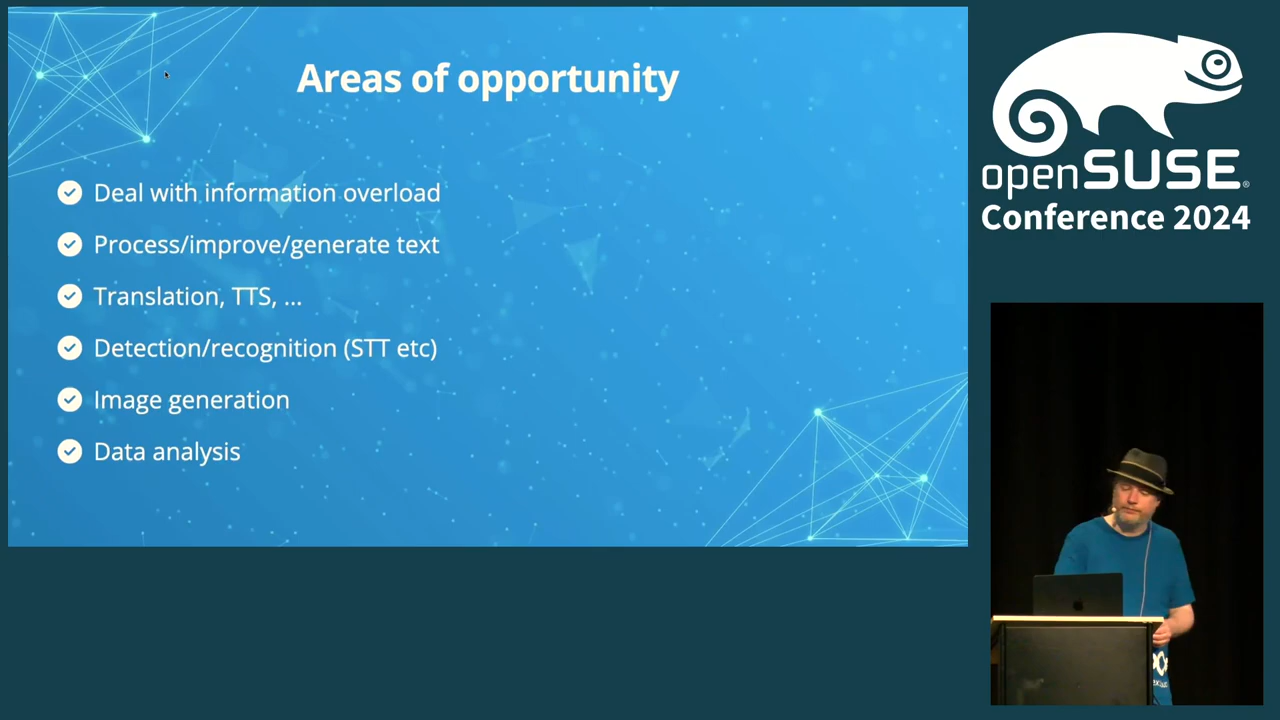 Areas of opportunity
Deal with information overload
Process/improve/generate text
Translation, TTS, ...
Detection/recognition (STT etc)
Image generation
Data analysis
openSUSE®
Conference 2024